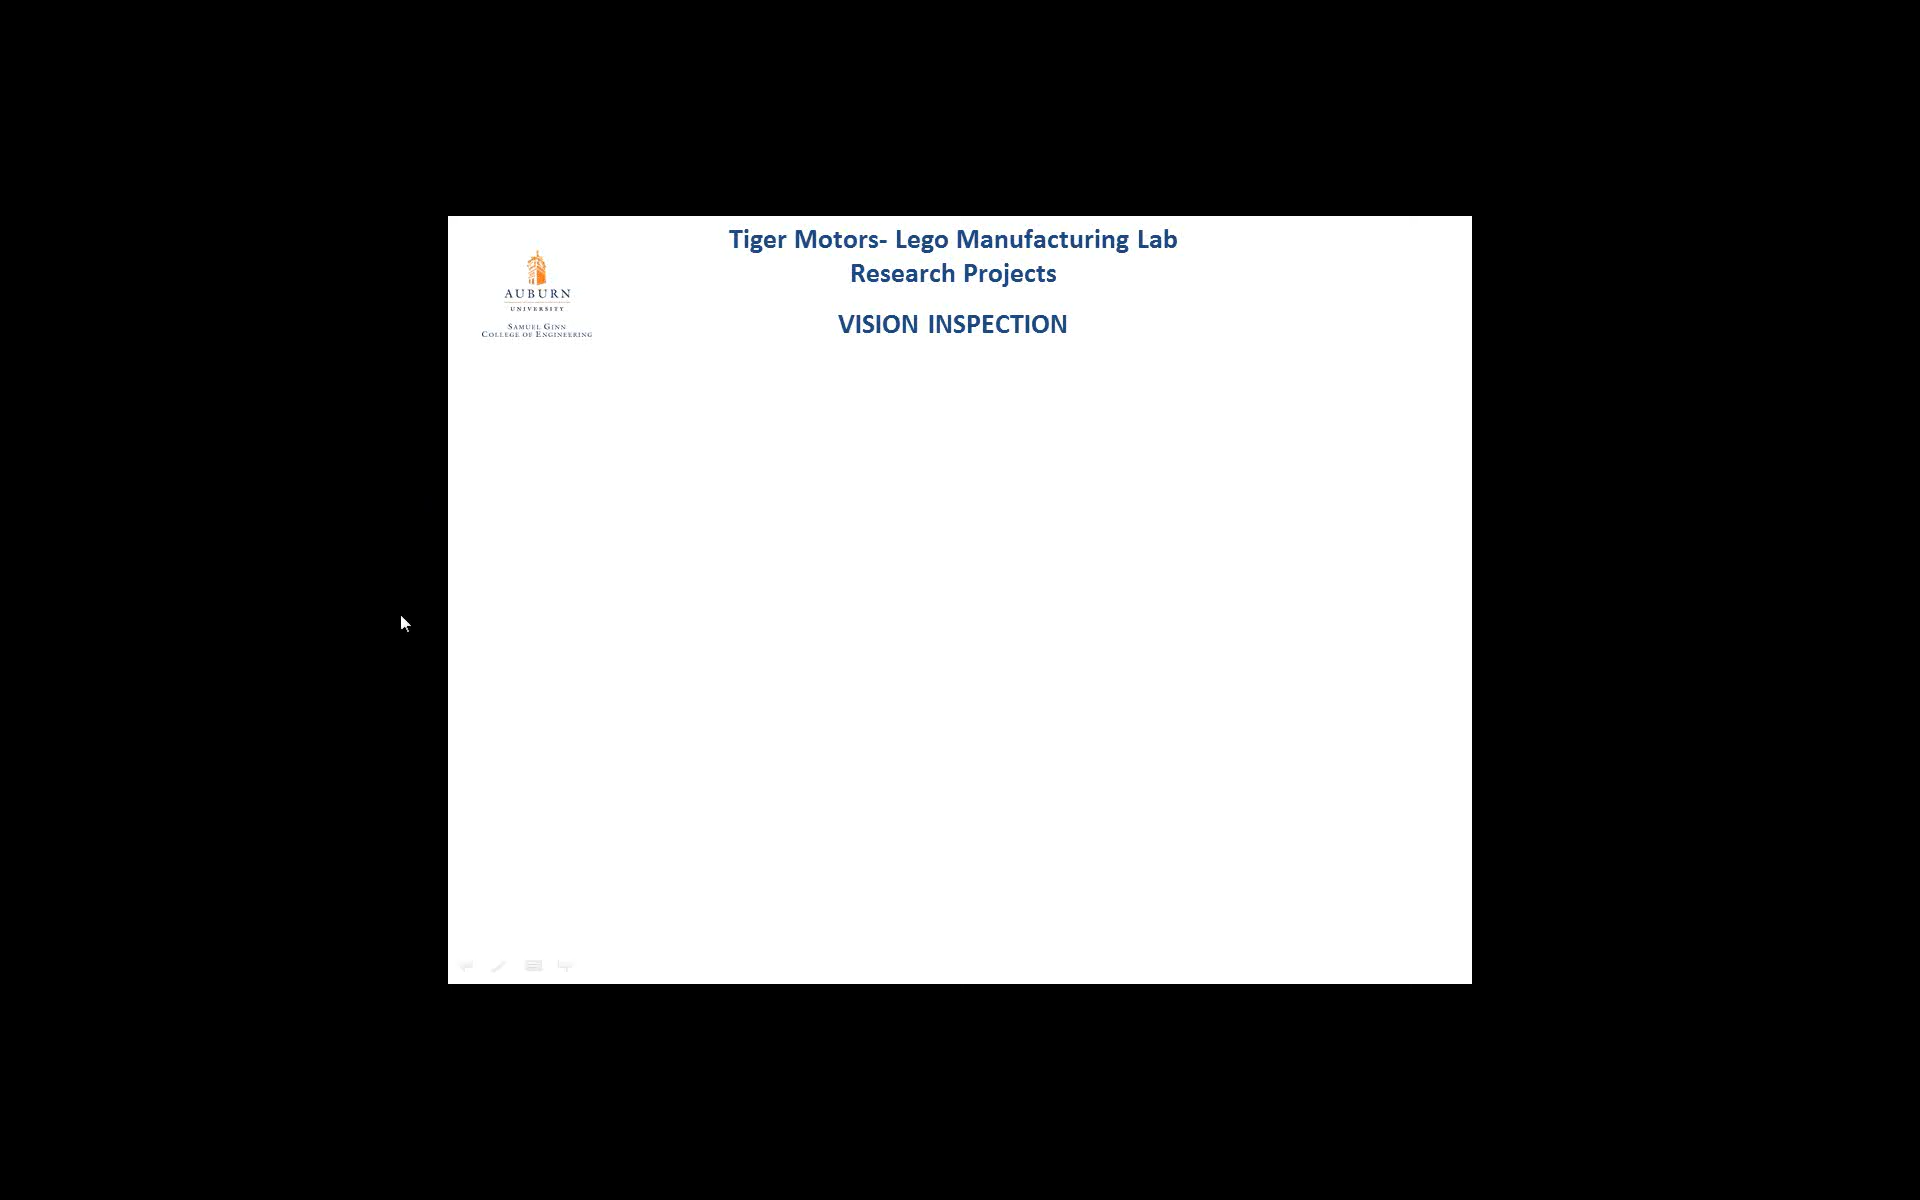 Tiger Motors- Lego Manufacturing Lab
Research Projects
VISION INSPECTION
AUBURN
UNIVERSITY
SAMUEL GINN
COLLEGE OF ENGINEERING